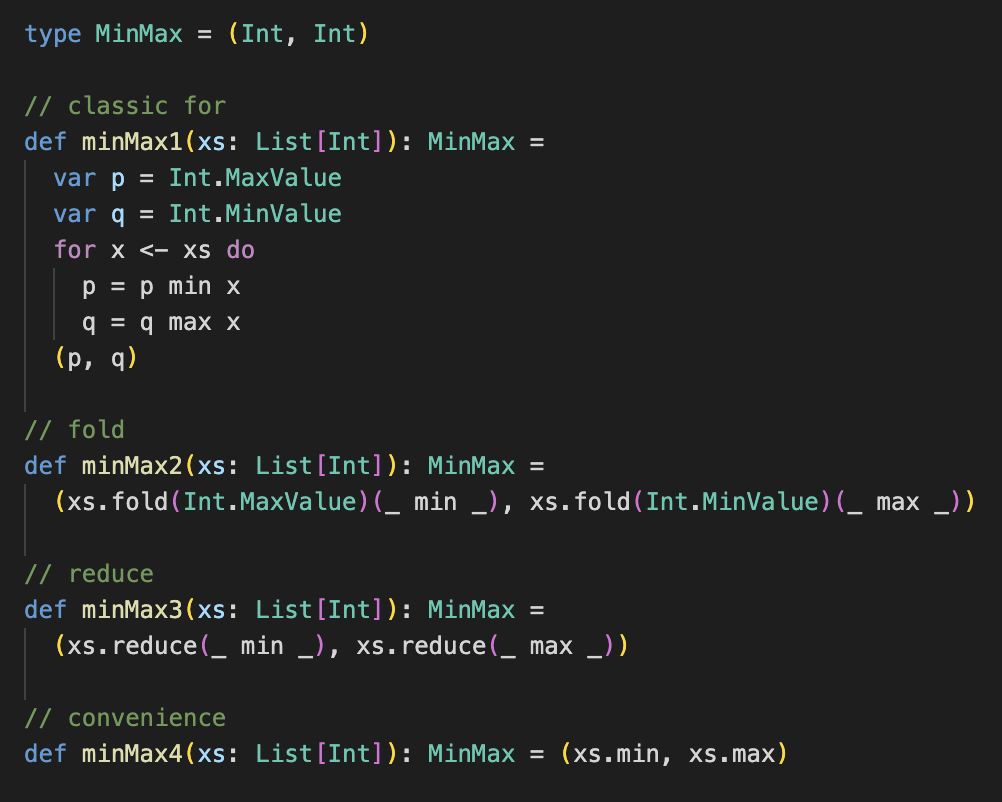 type MinMax = (Int, Int)

// classic for
def minMax1(xs: List[Int]): MinMax =
  var p = Int.MaxValue
  var q = Int.MinValue
  for x <- xs do
    p = p min x
    q = q max x
  (p, q)

// fold
def minMax2(xs: List[Int]): MinMax =
  (xs.fold(Int.MaxValue)(_ min _), xs.fold(Int.MinValue)(_ max _))

// reduce
def minMax3(xs: List[Int]): MinMax =
  (xs.reduce(_ min _), xs.reduce(_ max _))

// convenience
def minMax4(xs: List[Int]): MinMax = (xs.min, xs.max)